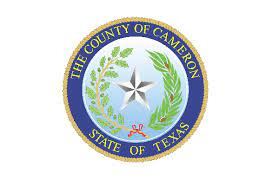 THE COUNTY OF CAMERON
STATE OF TEXAS